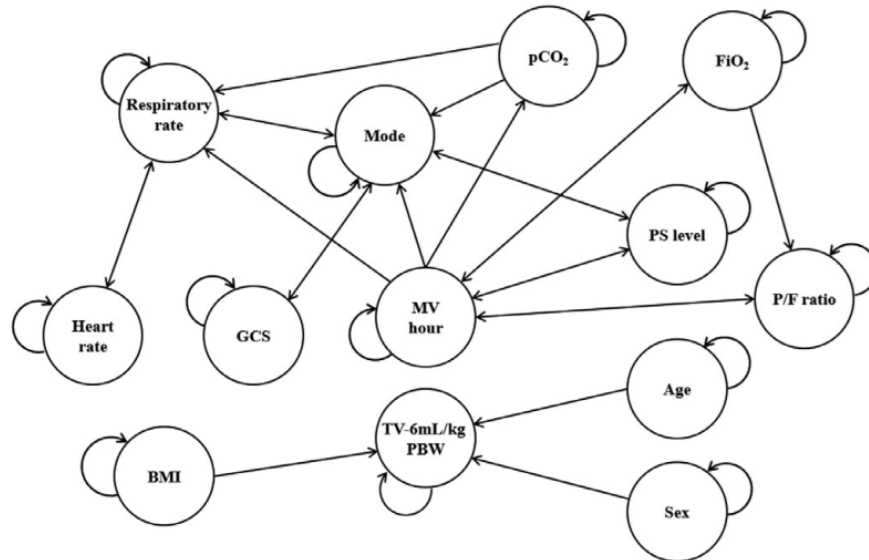 pCO₂
FiO₂
Respiratory
rate
Mode
PS level
P/F ratio
Heart
rate
GCS
MV
hour
Age
TV-6mL/kg
PBW
BMI
Sex